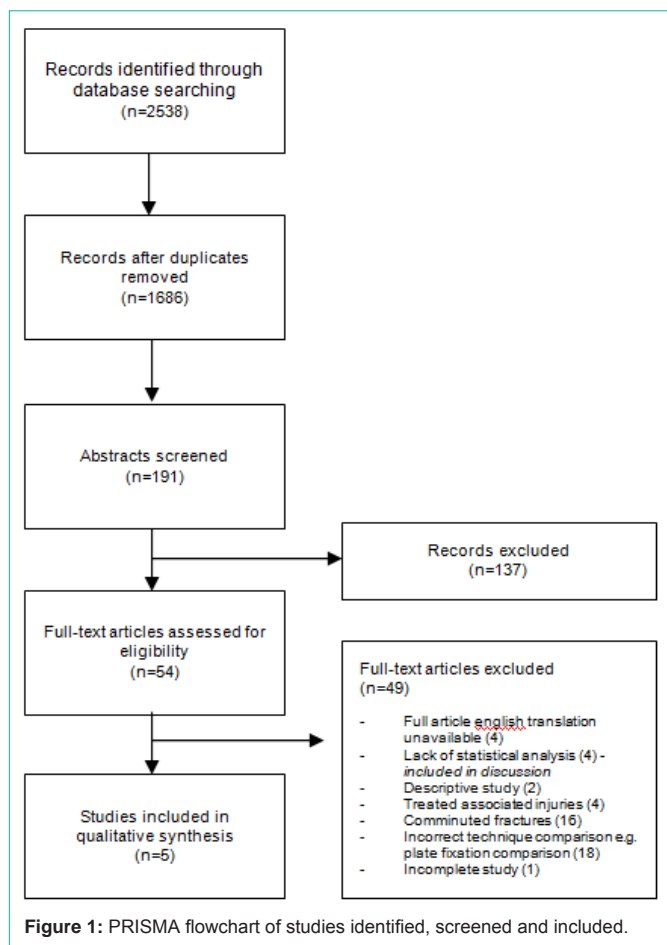 Records identified through
database searching
(n=2538)
Records after duplicates
removed
(n=1686)
Abstracts screened
(n=191)
Records excluded
(n=137)
Full-text articles assessed for
eligibility
(n=54)
Full-text articles excluded
(n=49)
- Full article english translation
unavailable (4)
- Lack of statistical analysis (4) -
included in discussion
- Descriptive study (2)
- Treated associated injuries (4)
- Comminuted fractures (16)
- Incorrect technique comparison e.g.
plate fixation comparison (18)
- Incomplete study (1)
Studies included in
qualitative synthesis
(n=5)
Figure 1: PRISMA flowchart of studies identified, screened and included.